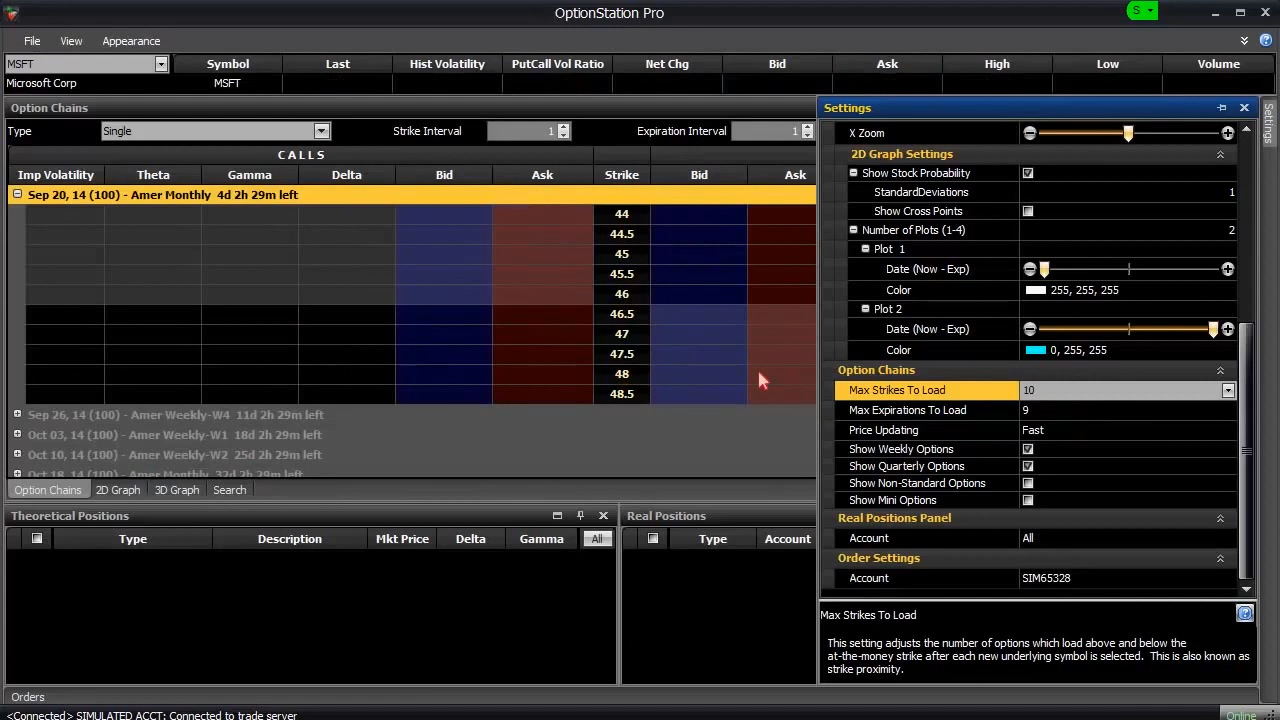 OptionStation Pro
S
File View Appearance
MSFT Symbol Last Hist Volatility PutCall Vol Ratio Net Chg Bid Ask High Low Volume
Microsoft Corp MSFT
Option Chains
Type Single Strike Interval 1 Expiration Interval 1
CALLS
Imp Volatility Theta Gamma Delta Bid Ask Strike Bid Ask
Sep 20, 14 (100) - Amer Monthly 4d 2h 29m left
44
44.5
45
45.5
46
46.5
47
47.5
48
48.5
Sep 26, 14 (100) - Amer Weekly-W4 11d 2h 29m left
Oct 03, 14 (100) - Amer Weekly-W1 18d 2h 29m left
Oct 10, 14 (100) - Amer Weekly-W2 25d 2h 29m left
Oct 18, 14 (100) - Amer Monthly 32d 2h 29m left
Option Chains 2D Graph 3D Graph Search
Settings
Settings
X Zoom
2D Graph Settings
Show Stock Probability
StandardDeviations 1
Show Cross Points
Number of Plots (1-4) 2
Plot 1
Date (Now - Exp)
Color 255, 255, 255
Plot 2
Date (Now - Exp)
Color 0, 255, 255
Option Chains
Max Strikes To Load 10
Max Expirations To Load 9
Price Updating Fast
Show Weekly Options
Show Quarterly Options
Show Non-Standard Options
Show Mini Options
Real Positions Panel
Account All
Order Settings
Account SIM65328
Max Strikes To Load
This setting adjusts the number of options which load above and below the
at-the-money strike after each new underlying symbol is selected. This is also known as
strike proximity.
Theoretical Positions
Type Description Mkt Price Delta Gamma All
Real Positions
Type Account
Orders
<Connected> SIMULATED ACCT: Connected to trade server
Online